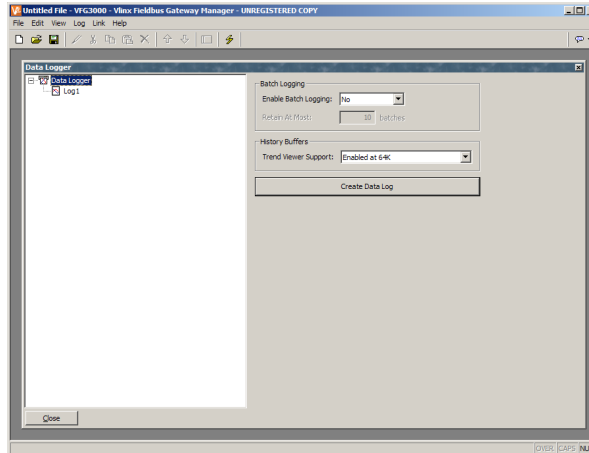 Untitled File - VFG3000 - Vlinx Fieldbus Gateway Manager - UNREGISTERED COPY
File Edit View Log Link Help
Data Logger
Data Logger
Log1
Batch Logging
Enable Batch Logging: No
Retain At Most: 10 batches
History Buffers
Trend Viewer Support: Enabled at 64K
Create Data Log
Close
OVER CAPS NU